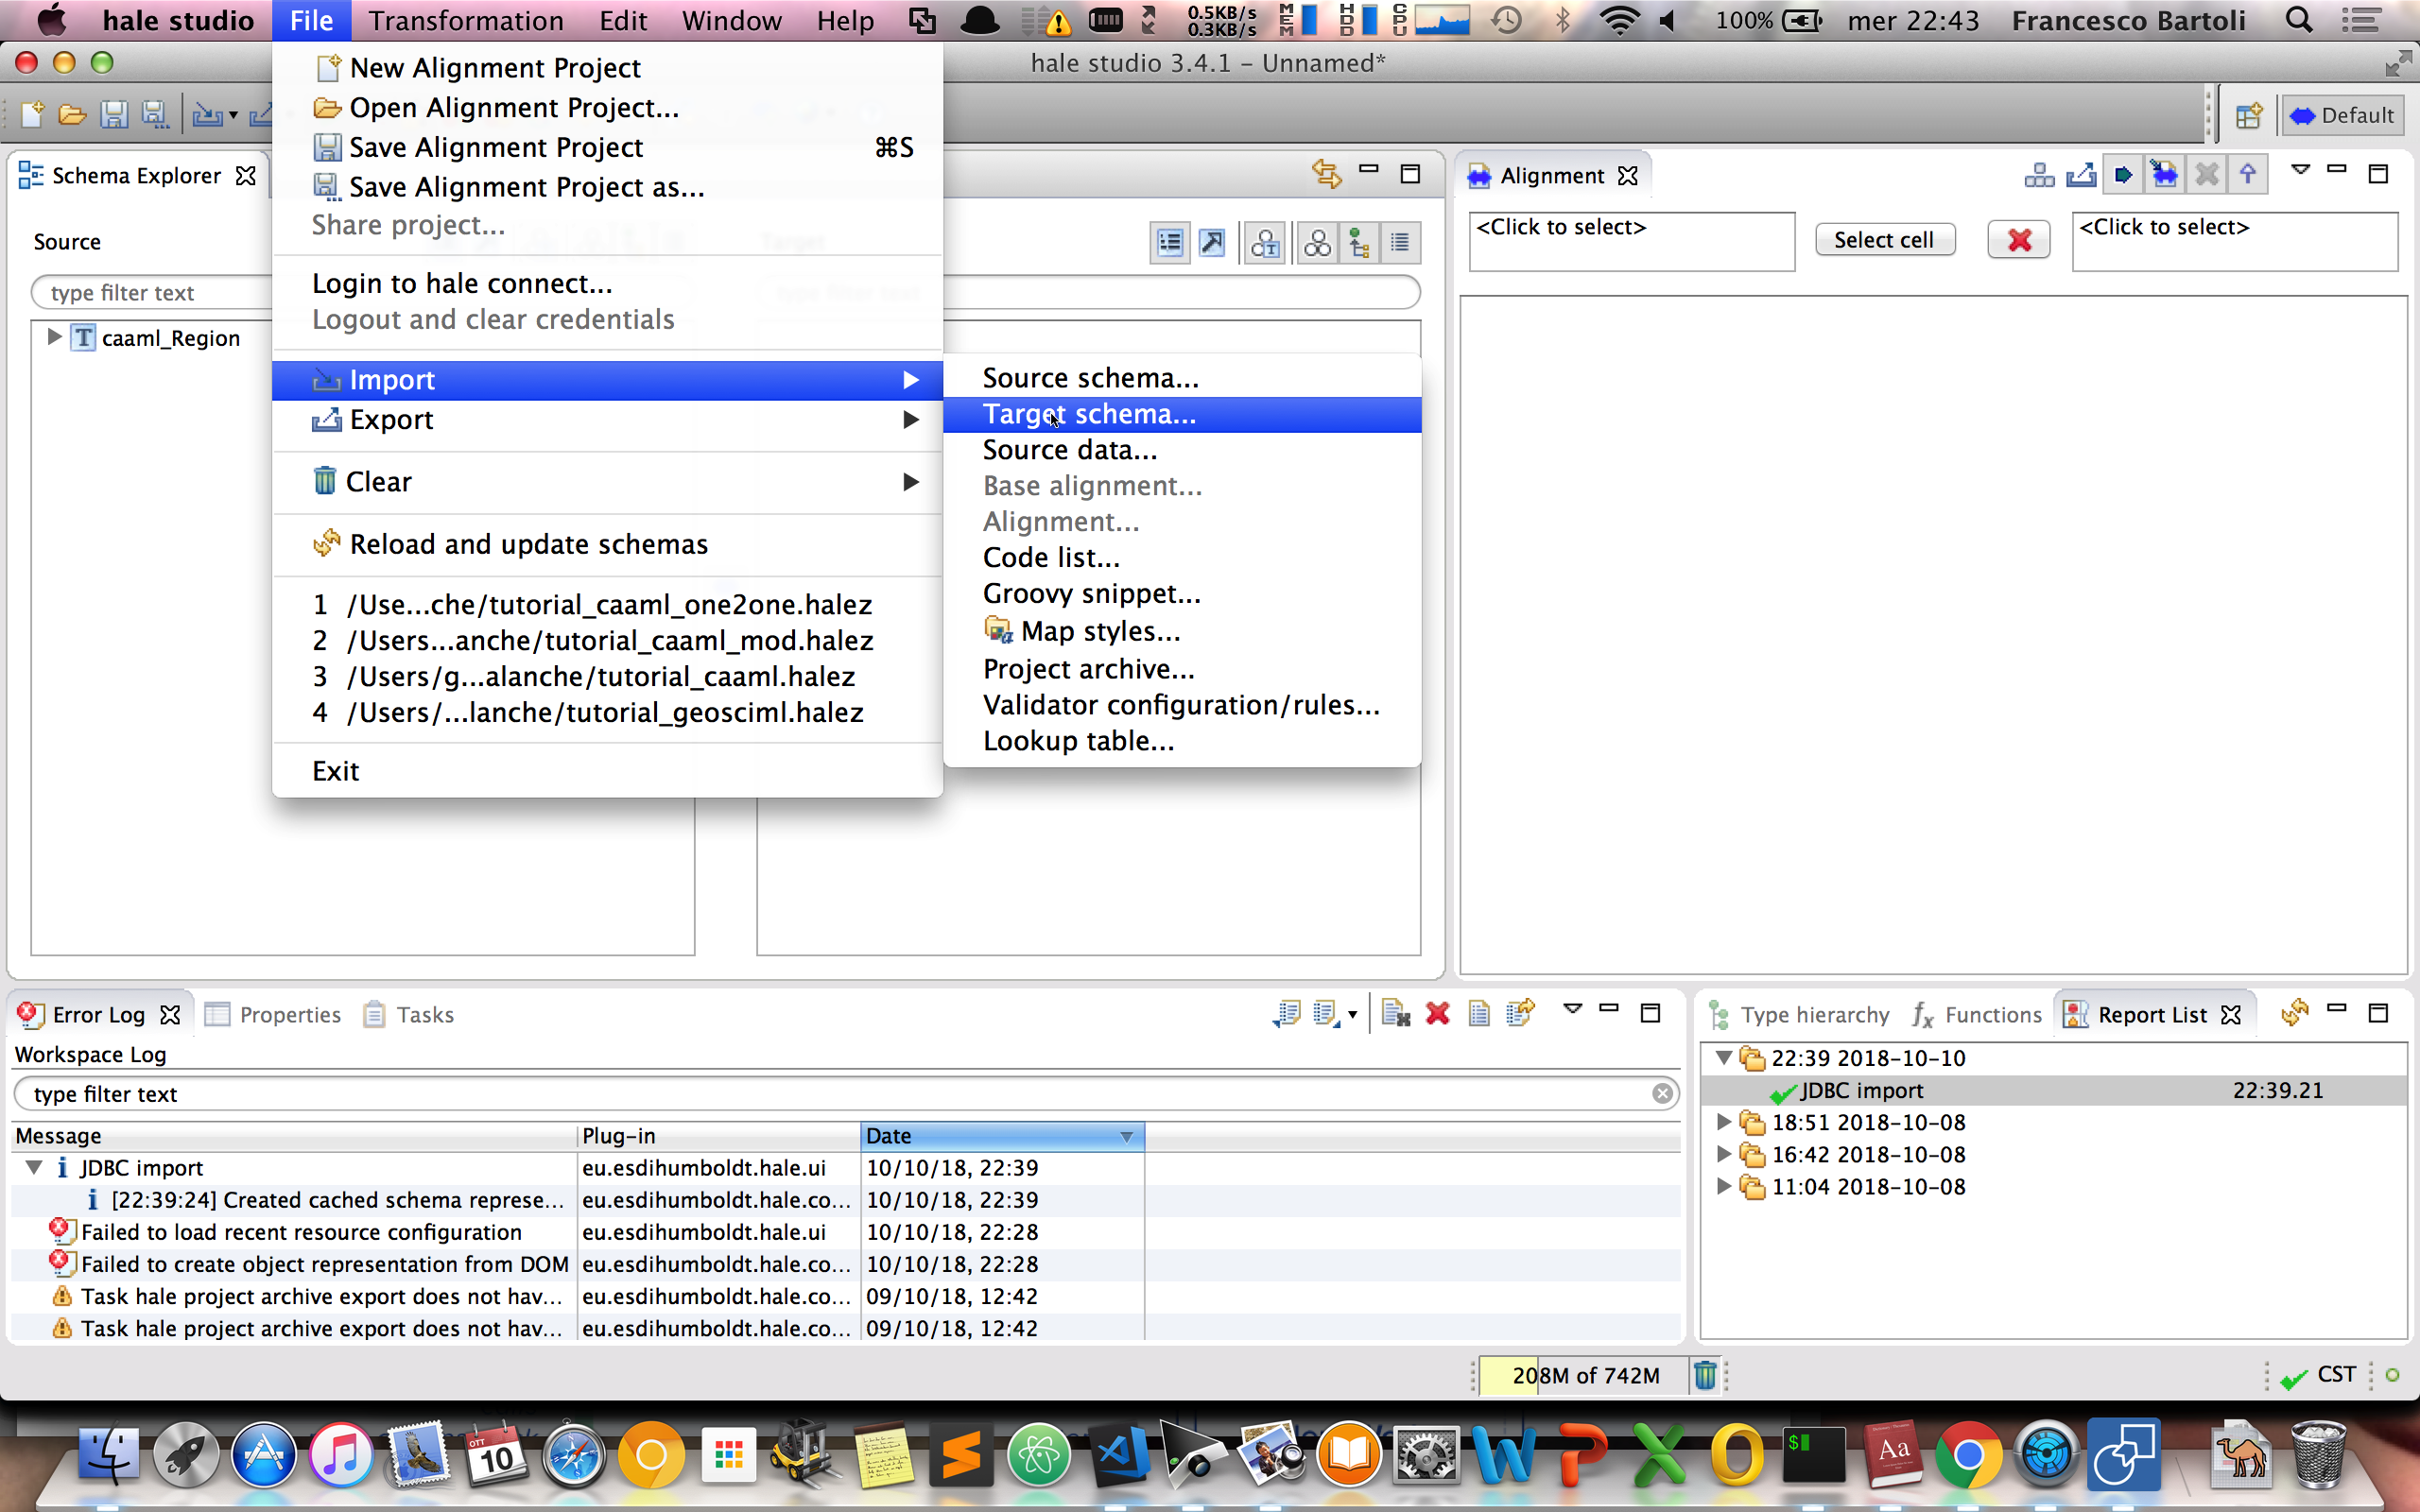 hale studio File Transformation Edit Window Help 0.5KB/s 0.3KB/s MEM HDD CPU 100% mer 22:43 Francesco Bartoli
hale studio 3.4.1 – Unnamed*
Default
New Alignment Project
Open Alignment Project...
Save Alignment Project ⌘S
Save Alignment Project as...
Share project...
Login to hale connect...
Logout and clear credentials
Import
Export
Clear
Reload and update schemas
1 /Use...che/tutorial_caaml_one2one.halez
2 /Users...anche/tutorial_caaml_mod.halez
3 /Users/g...alanche/tutorial_caaml.halez
4 /Users/...lanche/tutorial_geosciml.halez
Exit
Source schema...
Target schema...
Source data...
Base alignment...
Alignment...
Code list...
Groovy snippet...
Map styles...
Project archive...
Validator configuration/rules...
Lookup table...
Schema Explorer
Source
type filter text
T caaml_Region
Alignment
<Click to select> Select cell <Click to select>
Error Log Properties Tasks
Workspace Log
type filter text
Message Plug-in Date
JDBC import eu.esdihumboldt.hale.ui 10/10/18, 22:39
[22:39:24] Created cached schema represe... eu.esdihumboldt.hale.co... 10/10/18, 22:39
Failed to load recent resource configuration eu.esdihumboldt.hale.ui 10/10/18, 22:28
Failed to create object representation from DOM eu.esdihumboldt.hale.co... 10/10/18, 22:28
Task hale project archive export does not hav... eu.esdihumboldt.hale.co... 09/10/18, 12:42
Task hale project archive export does not hav... eu.esdihumboldt.hale.co... 09/10/18, 12:42
Type hierarchy Functions Report List
22:39 2018-10-10
JDBC import 22:39.21
18:51 2018-10-08
16:42 2018-10-08
11:04 2018-10-08
208M of 742M
CST
OTT
10
$
Aa